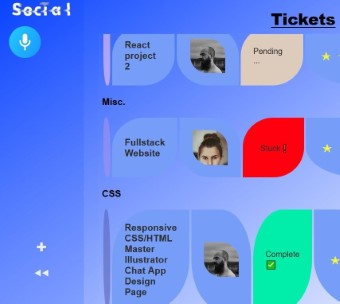 Social
Tickets
React
project
2
Pending
...
Misc.
Fullstack
Website
Stuck
CSS
Responsive
CSS/HTML
Master
Illustrator
Chat App
Design
Page
Complete